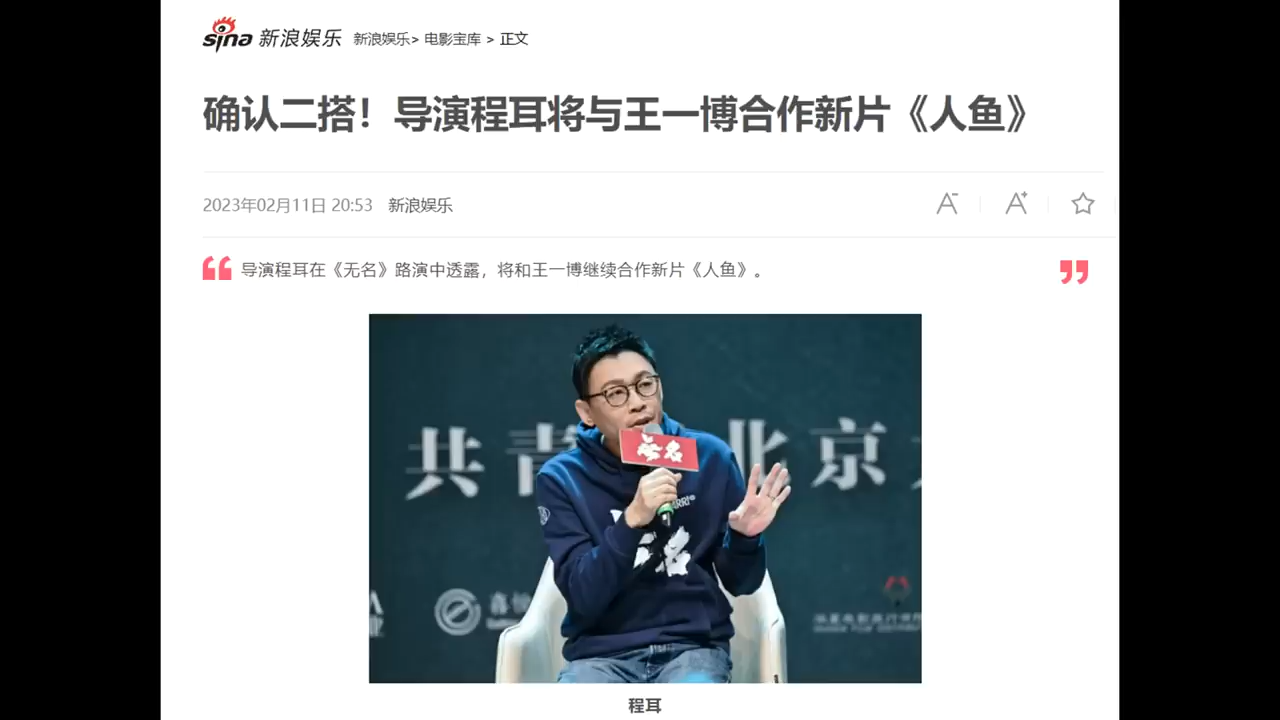 sina 新浪娱乐 新浪娱乐> 电影宝库 > 正文
确认二搭！导演程耳将与王一博合作新片《人鱼》
2023年02月11日 20:53 新浪娱乐
导演程耳在《无名》路演中透露，将和王一博继续合作新片《人鱼》。
共青 北京
無名
名
程耳